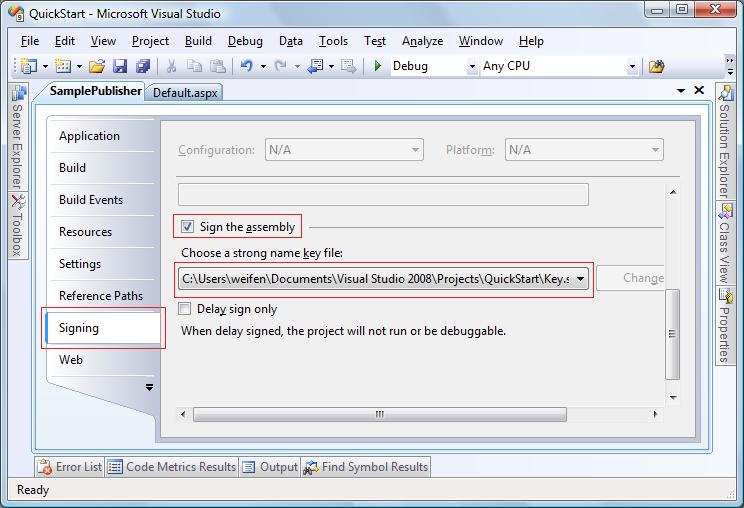 QuickStart - Microsoft Visual Studio
File Edit View Project Build Debug Data Tools Test Analyze Window Help
Debug Any CPU
SamplePublisher Default.aspx
Server Explorer
Toolbox
Application
Build
Build Events
Resources
Settings
Reference Paths
Signing
Web
Configuration: N/A Platform: N/A
Sign the assembly
Choose a strong name key file:
C:\Users\weifen\Documents\Visual Studio 2008\Projects\QuickStart\Key.s
Change
Delay sign only
When delay signed, the project will not run or be debuggable.
Solution Explorer
Class View
Properties
Error List Code Metrics Results Output Find Symbol Results
Ready